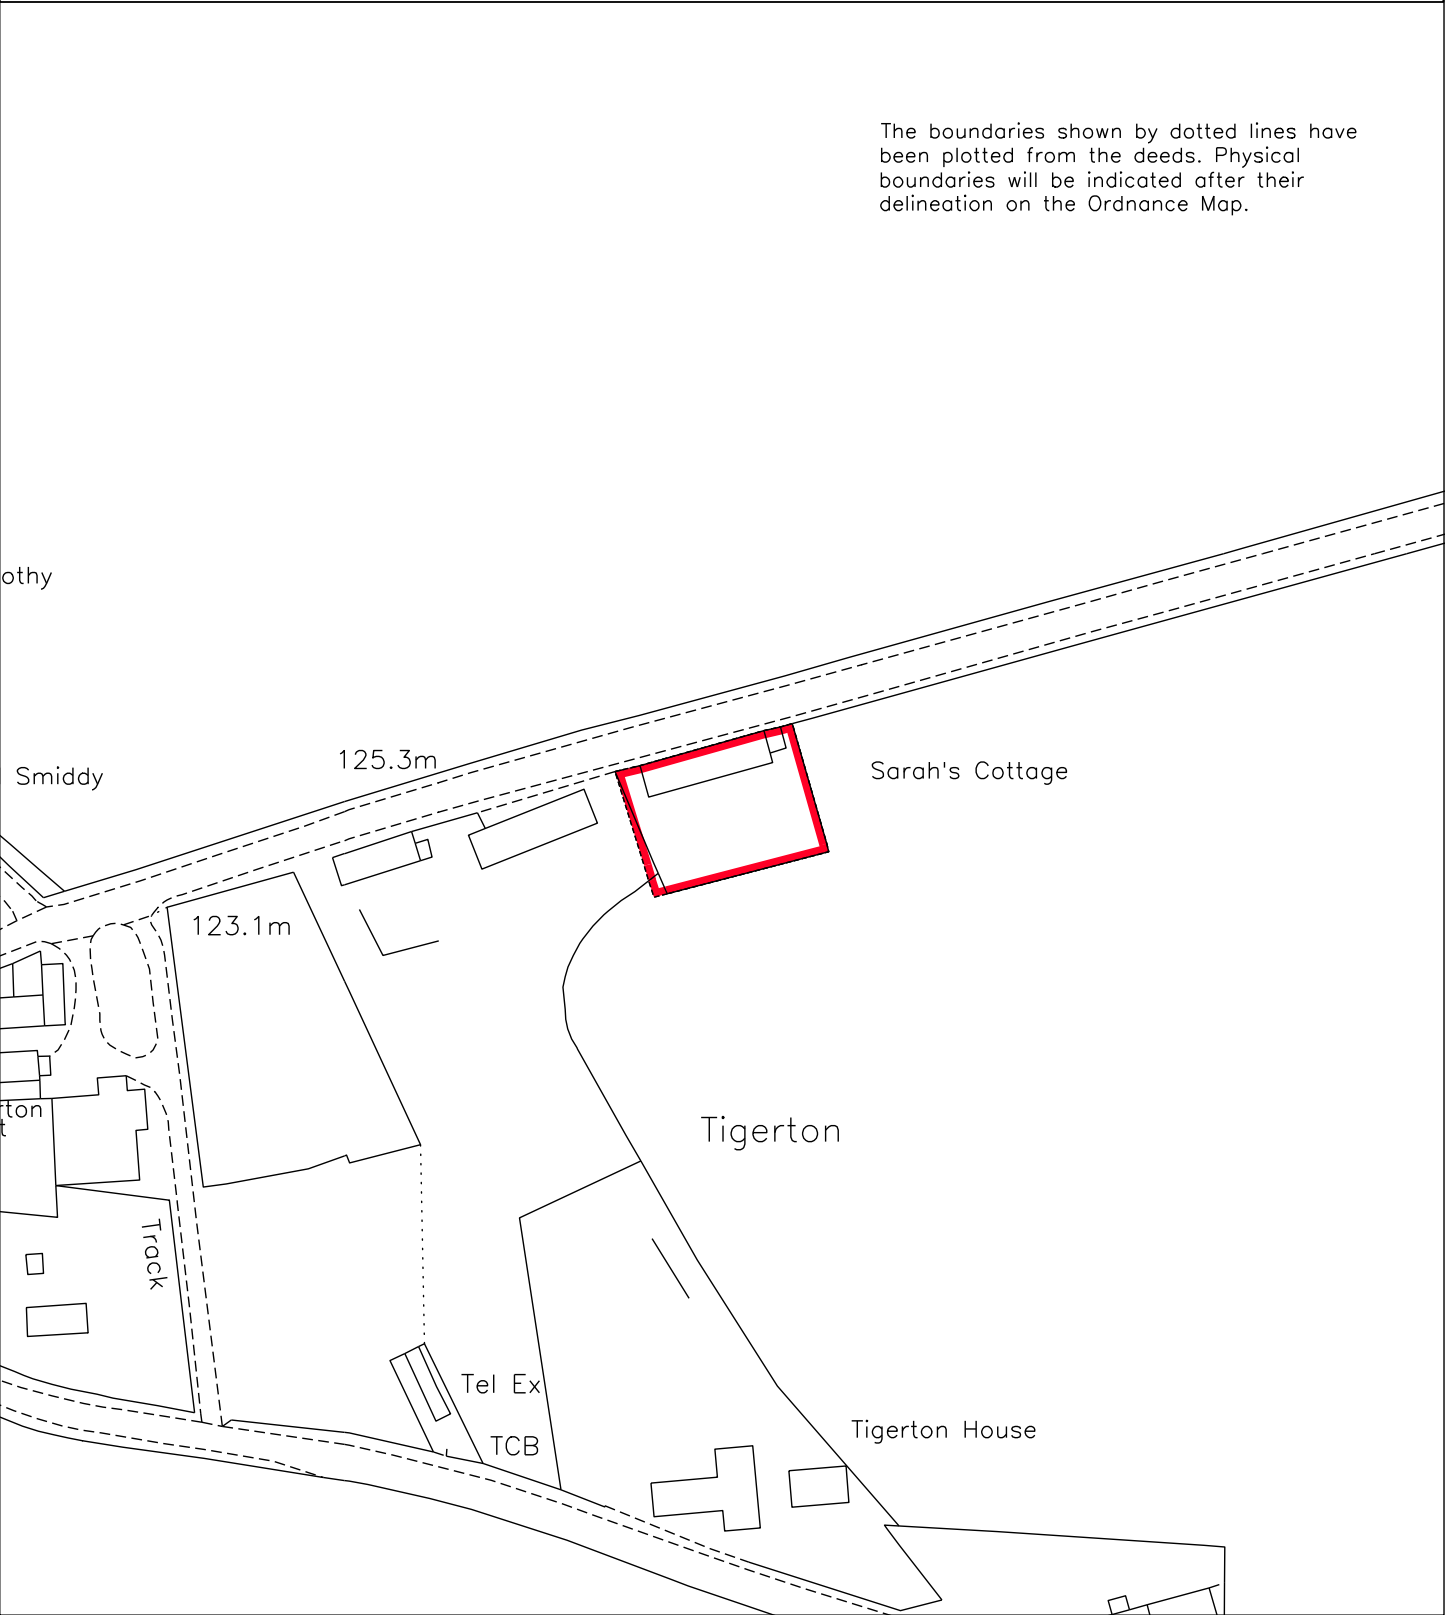 The boundaries shown by dotted lines have
been plotted from the deeds. Physical
boundaries will be indicated after their
delineation on the Ordnance Map.
othy
125.3m
Smiddy
Sarah's Cottage
123.1m
rton
t
Tigerton
Track
Tel Ex
TCB
Tigerton House